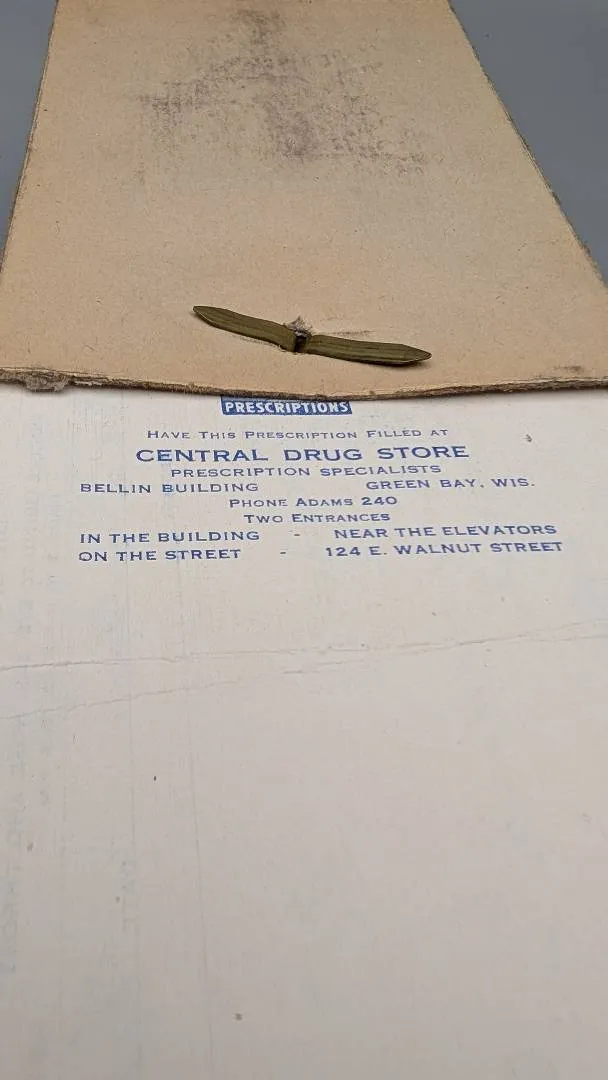 PRESCRIPTIONS
HAVE THIS PRESCRIPTION FILLED AT
CENTRAL DRUG STORE
PRESCRIPTION SPECIALISTS
BELLIN BUILDING GREEN BAY, WIS.
PHONE ADAMS 240
TWO ENTRANCES
IN THE BUILDING - NEAR THE ELEVATORS
ON THE STREET - 124 E. WALNUT STREET